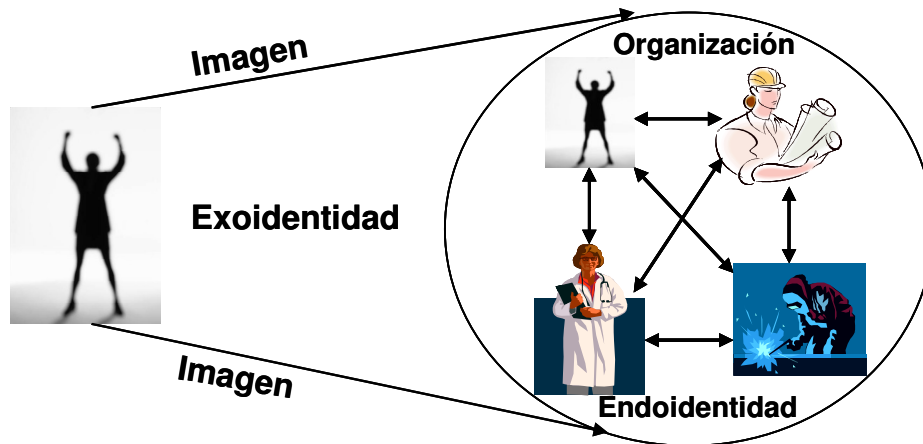 Imagen
Organización
Exoidentidad
Imagen
Endoidentidad